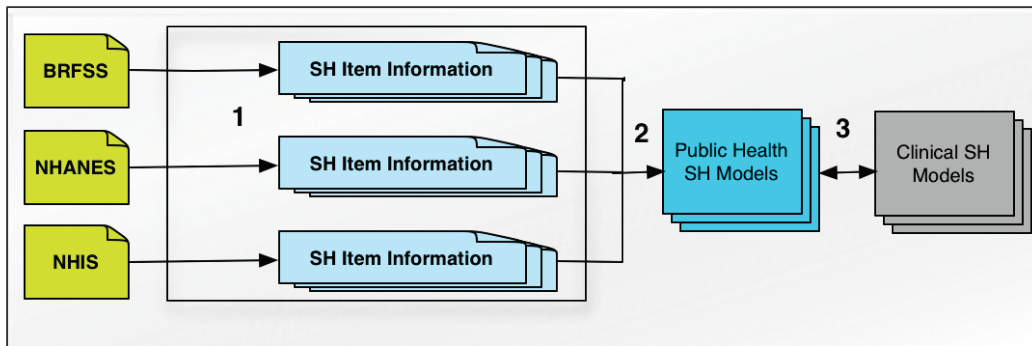 BRFSS
SH Item Information
1
NHANES
SH Item Information
2
Public Health
SH Models
3
Clinical SH
Models
NHIS
SH Item Information